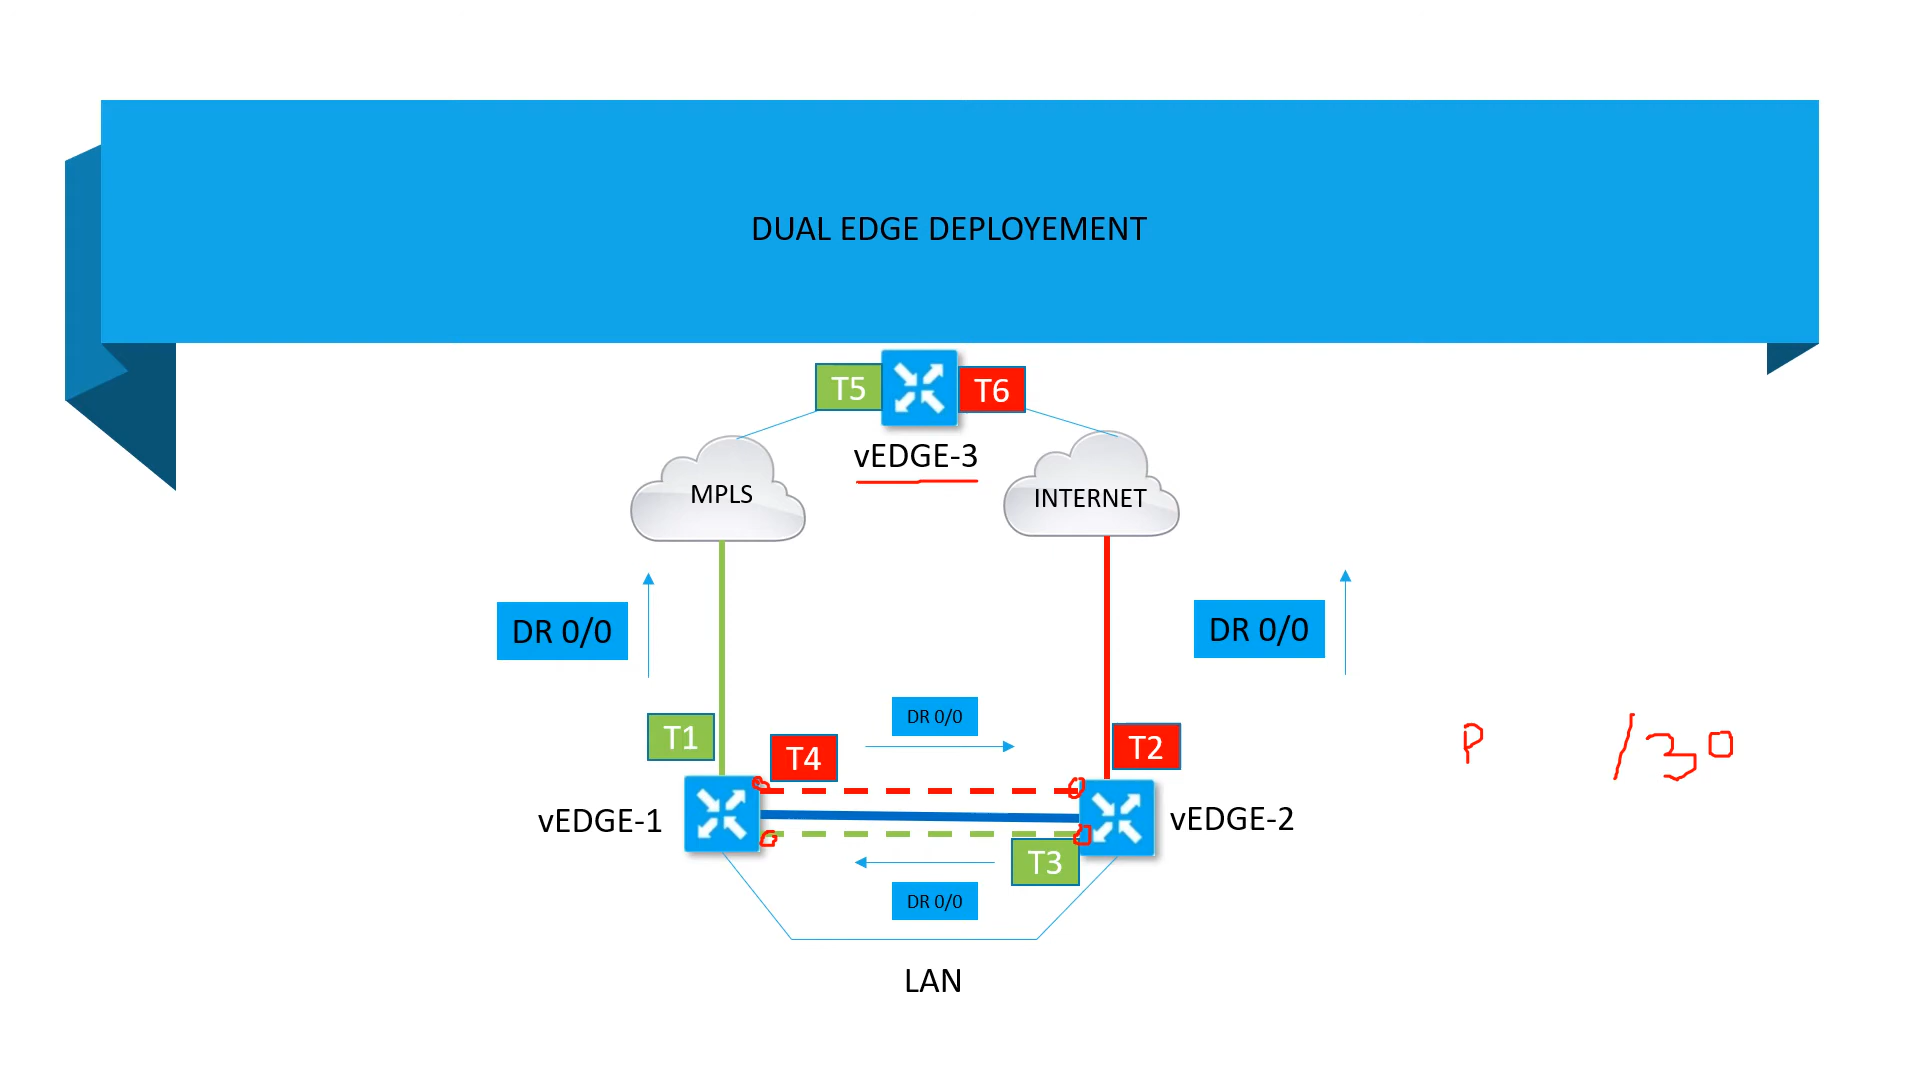 DUAL EDGE DEPLOYEMENT
T5
T6
vEDGE-3
MPLS
INTERNET
DR 0/0
DR 0/0
DR 0/0
T1
T4
T2
P /30
vEDGE-1
vEDGE-2
T3
DR 0/0
LAN